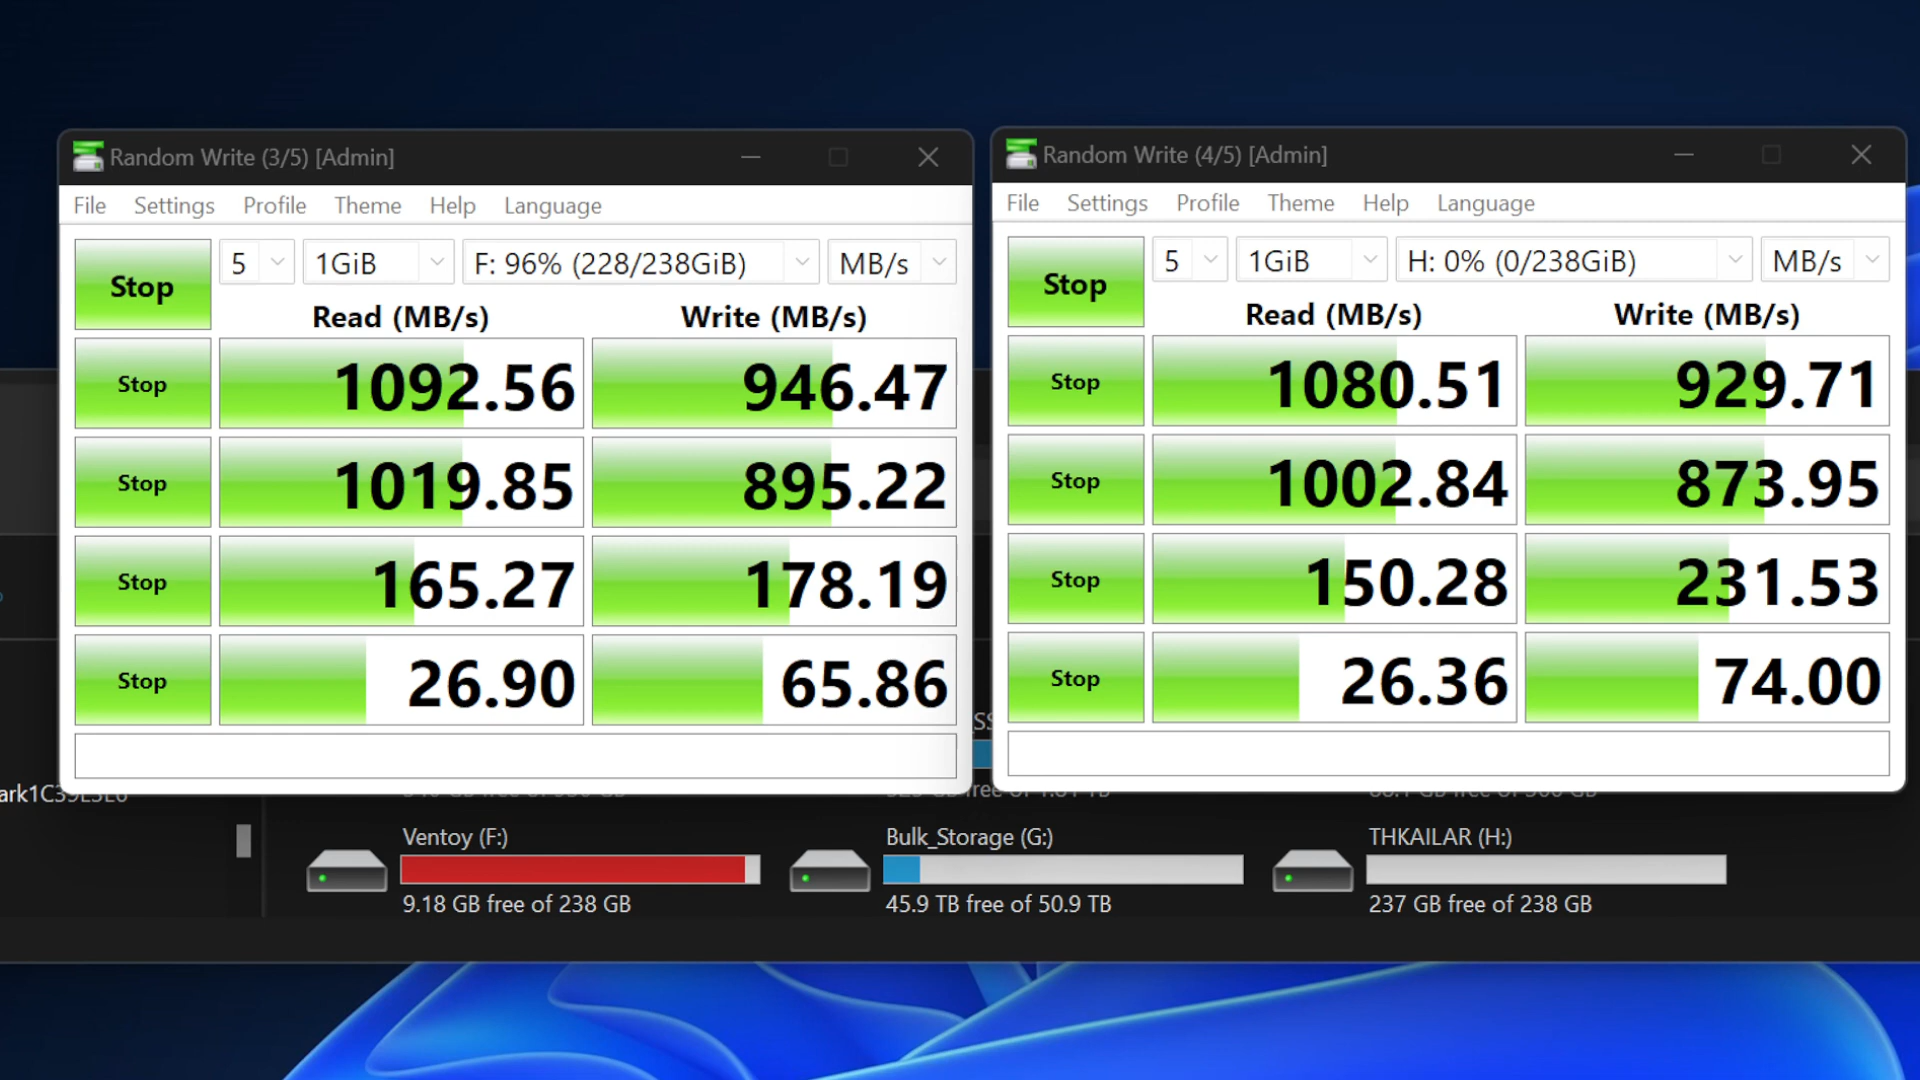 Random Write (3/5) [Admin]
File Settings Profile Theme Help Language
Stop 5 1GiB F: 96% (228/238GiB) MB/s
Read (MB/s) Write (MB/s)
Stop 1092.56 946.47
Stop 1019.85 895.22
Stop 165.27 178.19
Stop 26.90 65.86
Random Write (4/5) [Admin]
File Settings Profile Theme Help Language
Stop 5 1GiB H: 0% (0/238GiB) MB/s
Read (MB/s) Write (MB/s)
Stop 1080.51 929.71
Stop 1002.84 873.95
Stop 150.28 231.53
Stop 26.36 74.00
Ventoy (F:)
9.18 GB free of 238 GB
Bulk_Storage (G:)
45.9 TB free of 50.9 TB
THKAILAR (H:)
237 GB free of 238 GB